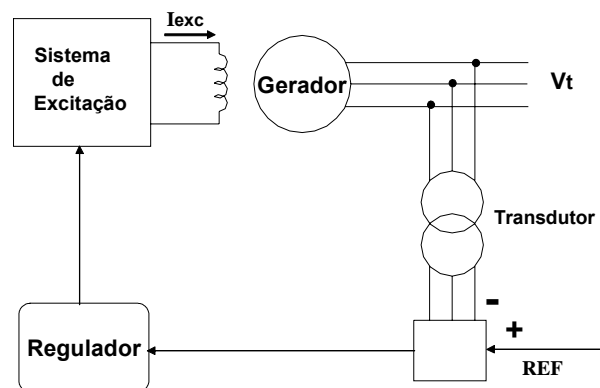 Iexc
Sistema
de
Excitação
Gerador
Vt
Transdutor
-
+
Regulador
REF